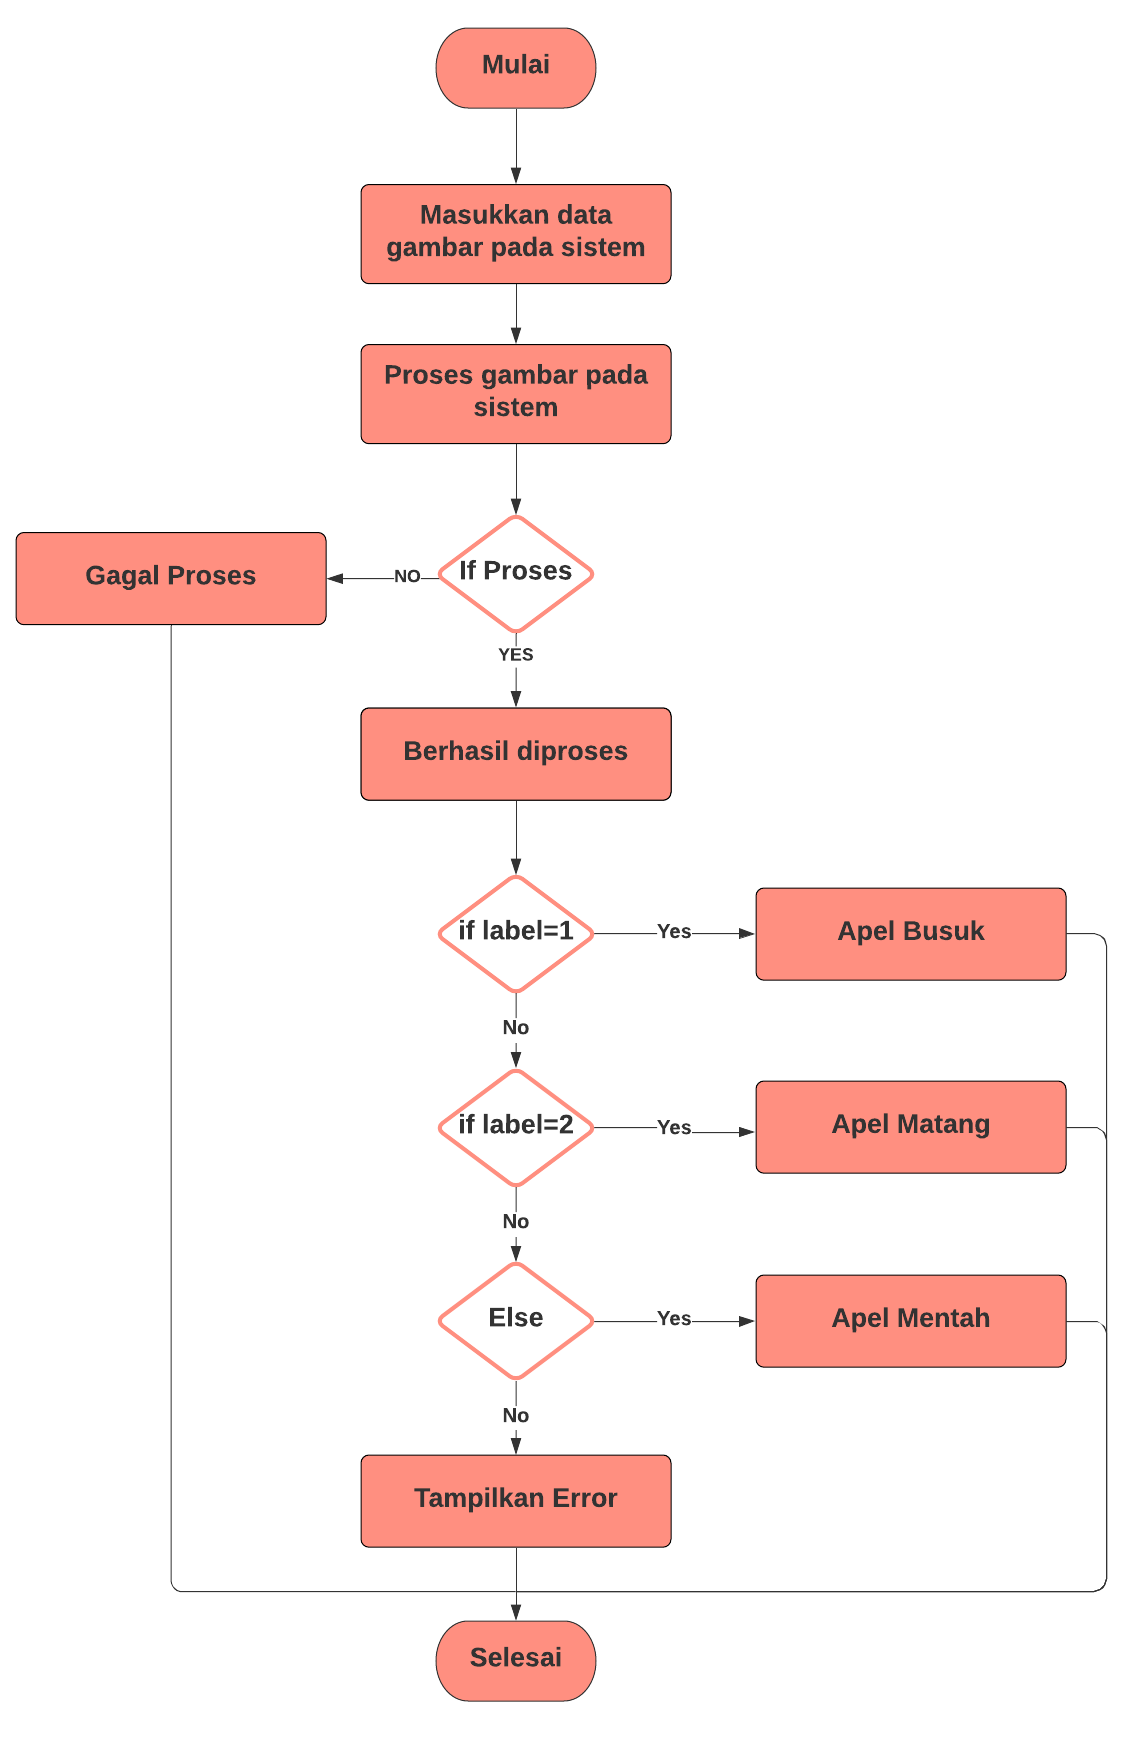 Mulai
Masukkan data
gambar pada sistem
Proses gambar pada
sistem
If Proses
NO
Gagal Proses
YES
Berhasil diproses
if label=1
Yes
Apel Busuk
No
if label=2
Yes
Apel Matang
No
Else
Yes
Apel Mentah
No
Tampilkan Error
Selesai